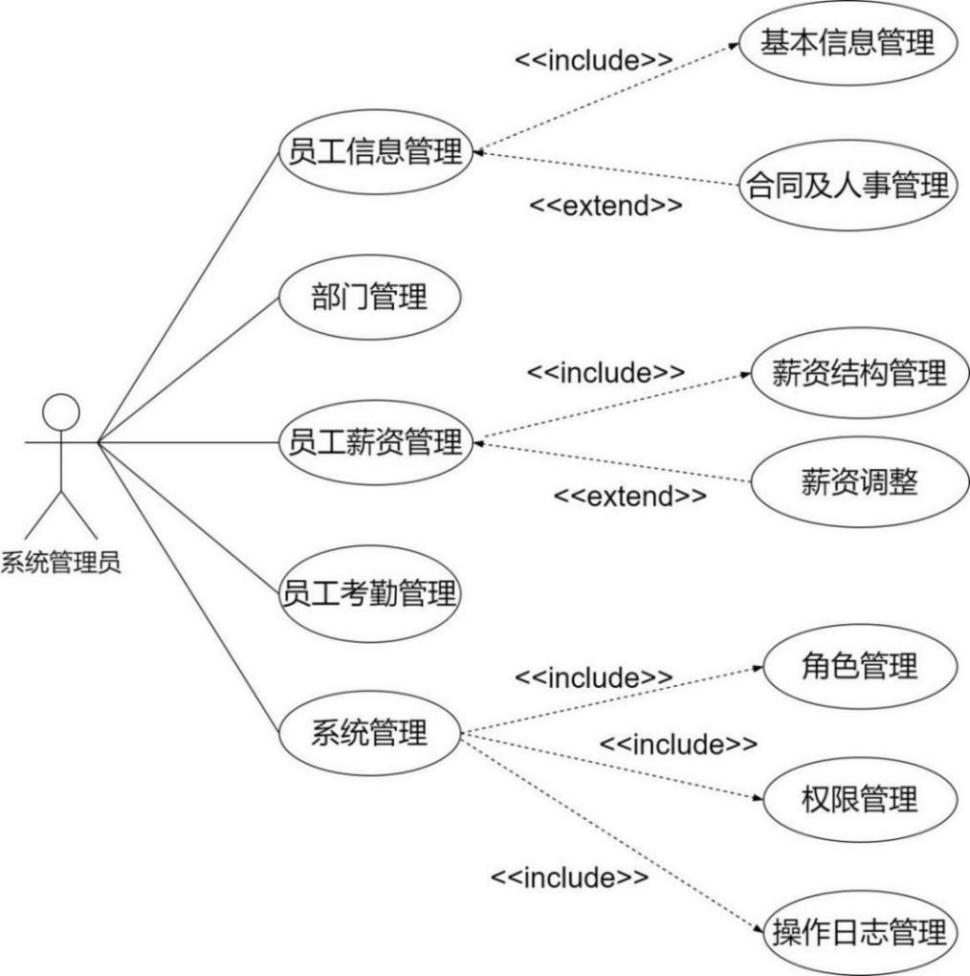 基本信息管理
<<include>>
员工信息管理
合同及人事管理
<<extend>>
部门管理
<<include>>
薪资结构管理
员工薪资管理
薪资调整
<<extend>>
系统管理员
员工考勤管理
角色管理
<<include>>
系统管理
<<include>>
权限管理
<<include>>
操作日志管理